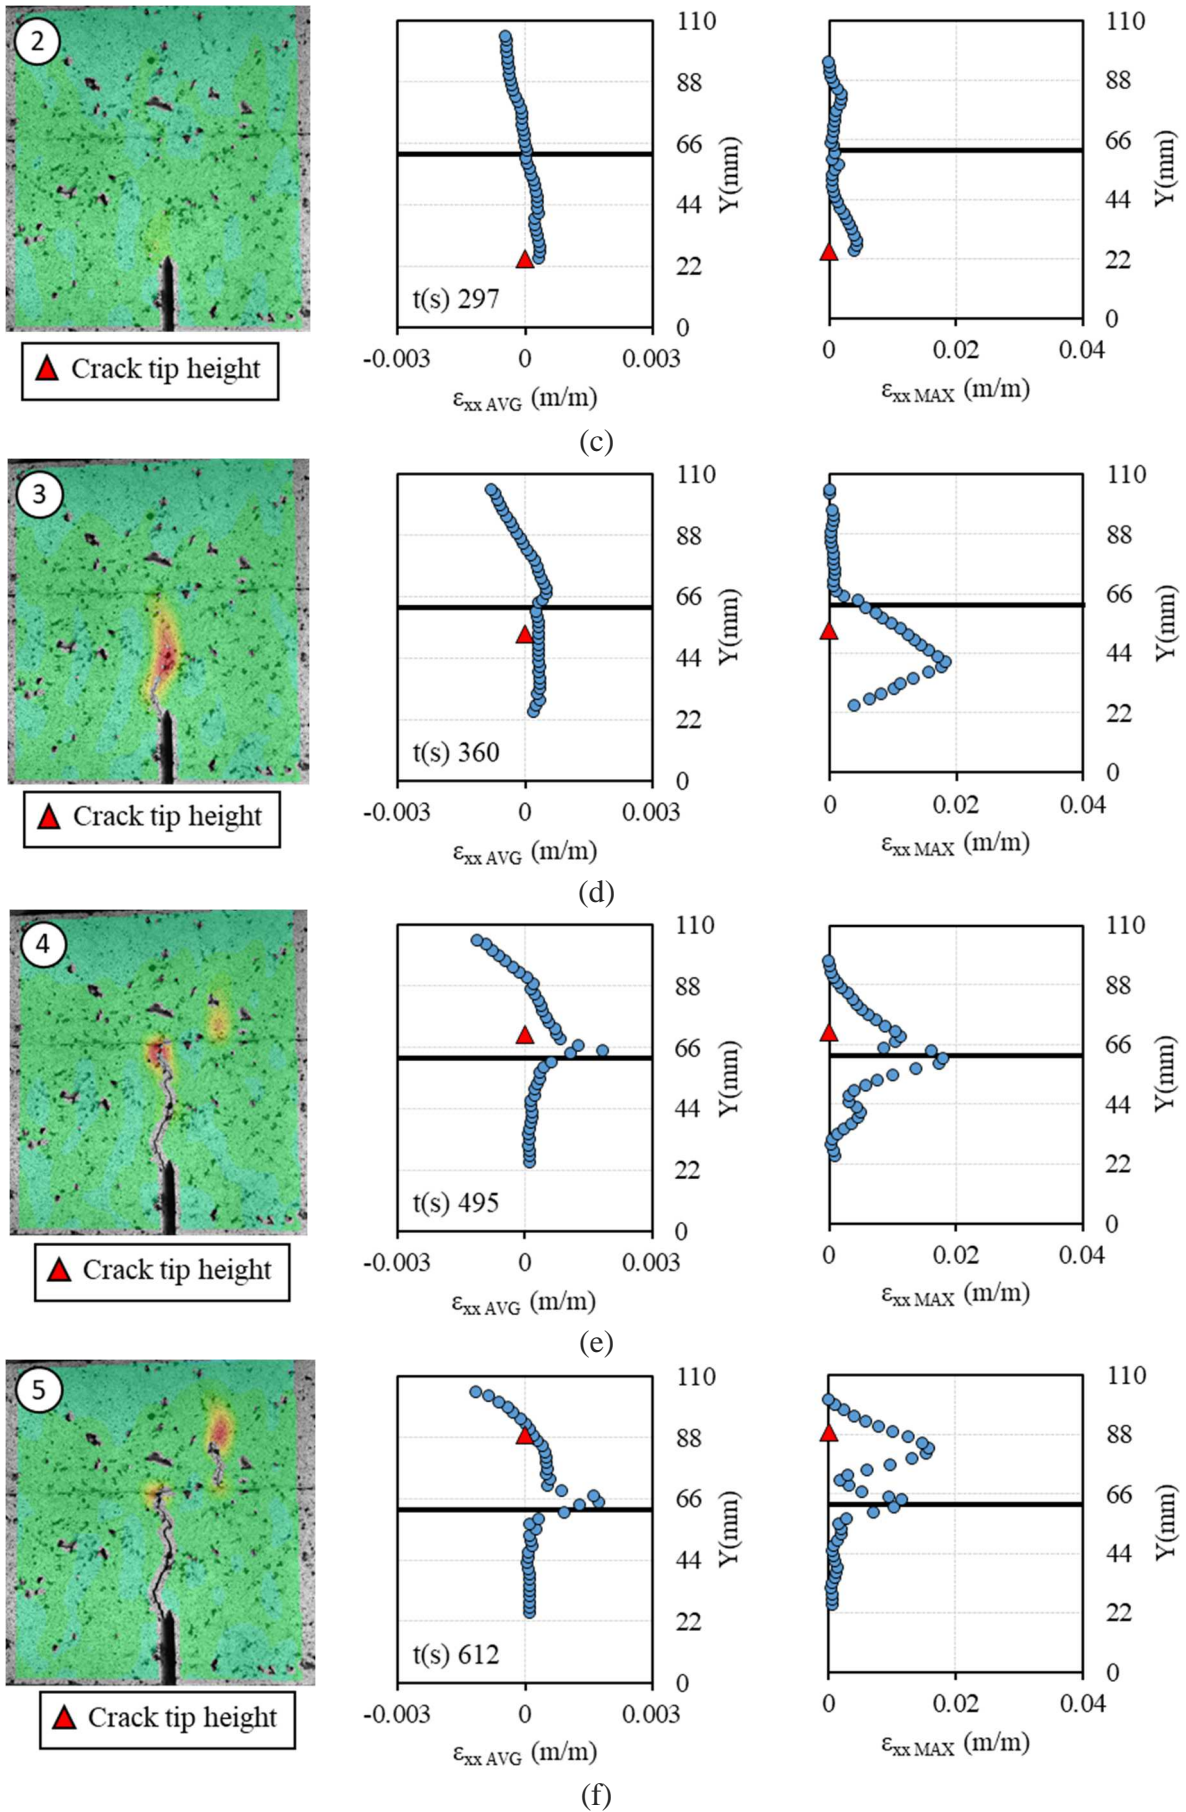 2
110
88
66
44
22
0
Y(mm)
t(s) 297
-0.003 0 0.003
εxx AVG (m/m)
110
88
66
44
22
0
Y(mm)
0 0.02 0.04
εxx MAX (m/m)
Crack tip height
(c)
3
110
88
66
44
22
0
Y(mm)
t(s) 360
-0.003 0 0.003
εxx AVG (m/m)
110
88
66
44
22
0
Y(mm)
0 0.02 0.04
εxx MAX (m/m)
Crack tip height
(d)
4
110
88
66
44
22
0
Y(mm)
t(s) 495
-0.003 0 0.003
εxx AVG (m/m)
110
88
66
44
22
0
Y(mm)
0 0.02 0.04
εxx MAX (m/m)
Crack tip height
(e)
5
110
88
66
44
22
0
Y(mm)
t(s) 612
-0.003 0 0.003
εxx AVG (m/m)
110
88
66
44
22
0
Y(mm)
0 0.02 0.04
εxx MAX (m/m)
Crack tip height
(f)